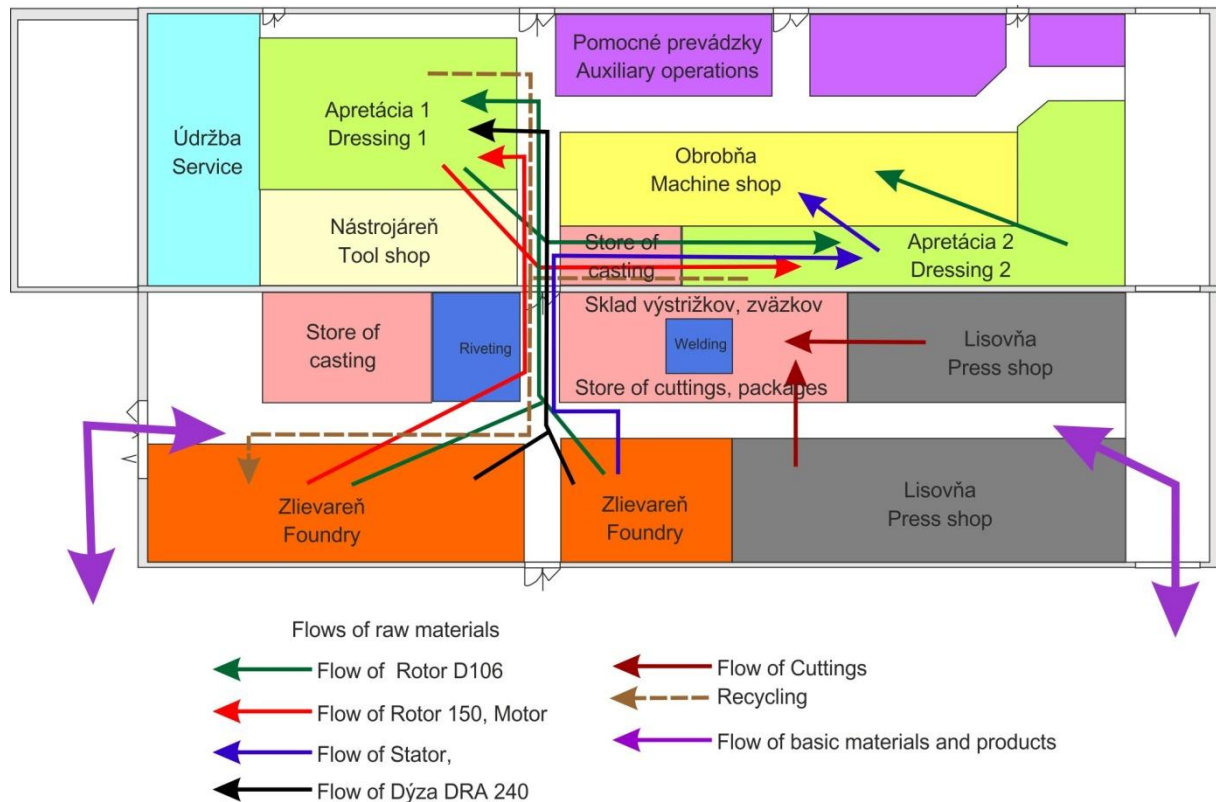 Pomocné prevádzky
Auxiliary operations
Apretácia 1
Dressing 1
Údržba
Service
Obrobňa
Machine shop
Nástrojáreň
Tool shop
Store of
casting
Apretácia 2
Dressing 2
Sklad výstrižkov, zväzkov
Store of
casting
Riveting
Welding
Lisovňa
Press shop
Store of cuttings, packages
Zlievareň
Foundry
Zlievareň
Foundry
Lisovňa
Press shop
Flows of raw materials
Flow of Rotor D106
Flow of Rotor 150, Motor
Flow of Stator,
Flow of Dýza DRA 240
Flow of Cuttings
Recycling
Flow of basic materials and products